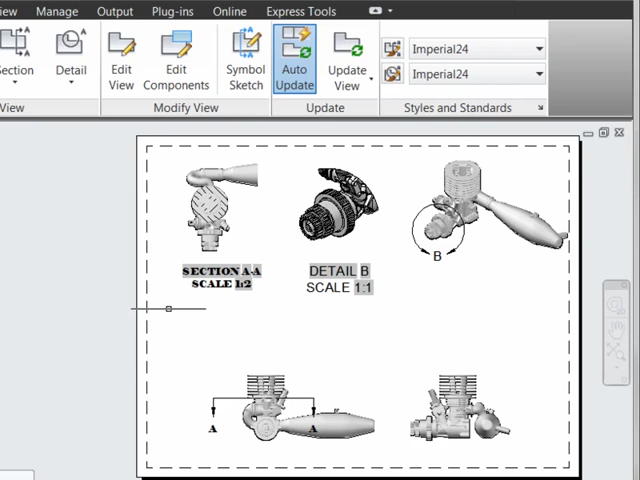 iew Manage Output Plug-ins Online Express Tools
Section Detail Edit View Edit Components Symbol Sketch Auto Update Update View Imperial24
Imperial24
View Modify View Update Styles and Standards
SECTION A-A
SCALE 1:2
DETAIL B
SCALE 1:1
B
A A